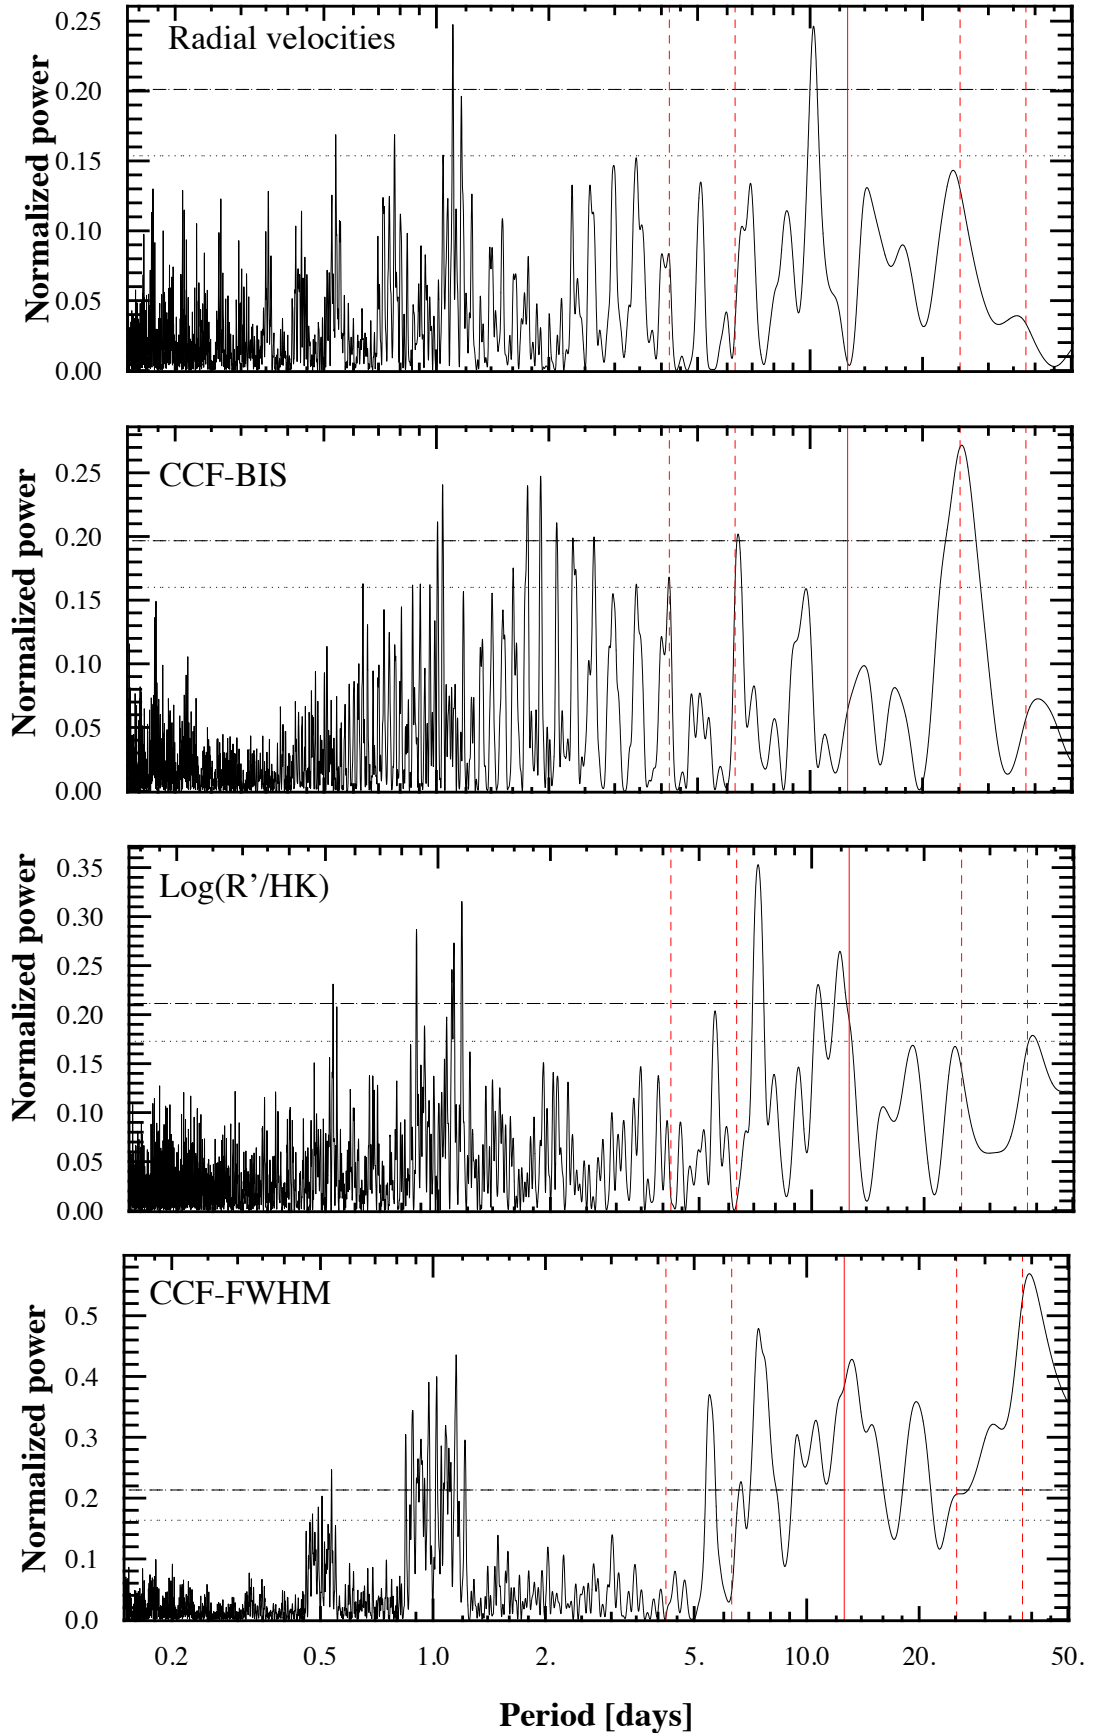 Radial velocities
Normalized power
0.25
0.20
0.15
0.10
0.05
0.00
CCF-BIS
Normalized power
0.25
0.20
0.15
0.10
0.05
0.00
Log(R’/HK)
Normalized power
0.35
0.30
0.25
0.20
0.15
0.10
0.05
0.00
CCF-FWHM
Normalized power
0.5
0.4
0.3
0.2
0.1
0.0
0.2 0.5 1.0 2. 5. 10.0 20. 50.
Period [days]